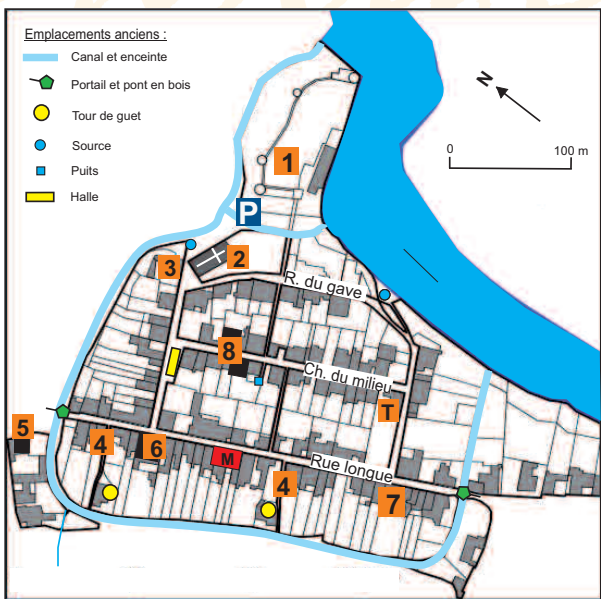 Emplacements anciens :
Canal et enceinte
Portail et pont en bois
Tour de guet
Source
Puits
Halle
N
0 100 m
1
P
2
3
R. du gave
8
Ch. du milieu
T
5
4
6
M
Rue longue
4
7